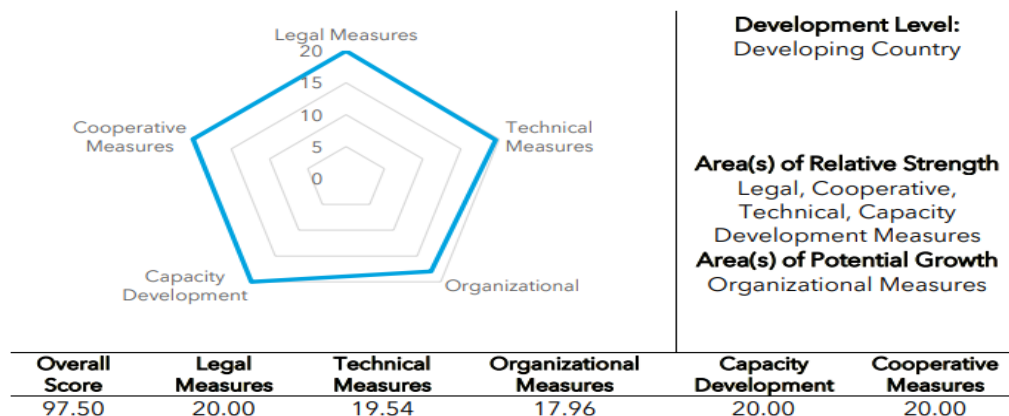 Legal Measures
20
15
10
5
0
Technical
Measures
Organizational
Capacity
Development
Cooperative
Measures
Development Level:
Developing Country
Area(s) of Relative Strength
Legal, Cooperative,
Technical, Capacity
Development Measures
Area(s) of Potential Growth
Organizational Measures
Overall Score Legal Measures Technical Measures Organizational Measures Capacity Development Cooperative Measures
97.50 20.00 19.54 17.96 20.00 20.00